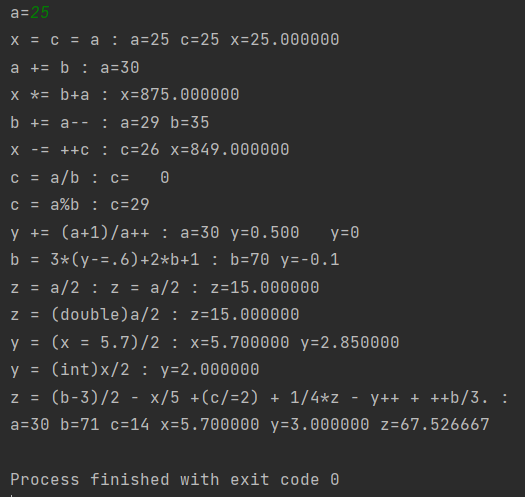 a=25
x = c = a : a=25 c=25 x=25.000000
a += b : a=30
x *= b+a : x=875.000000
b += a-- : a=29 b=35
x -= ++c : c=26 x=849.000000
c = a/b : c=   0
c = a%b : c=29
y += (a+1)/a++ : a=30 y=0.500   y=0
b = 3*(y-=.6)+2*b+1 : b=70 y=-0.1
z = a/2 : z = a/2 : z=15.000000
z = (double)a/2 : z=15.000000
y = (x = 5.7)/2 : x=5.700000 y=2.850000
y = (int)x/2 : y=2.000000
z = (b-3)/2 - x/5 +(c/=2) + 1/4*z - y++ + ++b/3. :
a=30 b=71 c=14 x=5.700000 y=3.000000 z=67.526667
Process finished with exit code 0